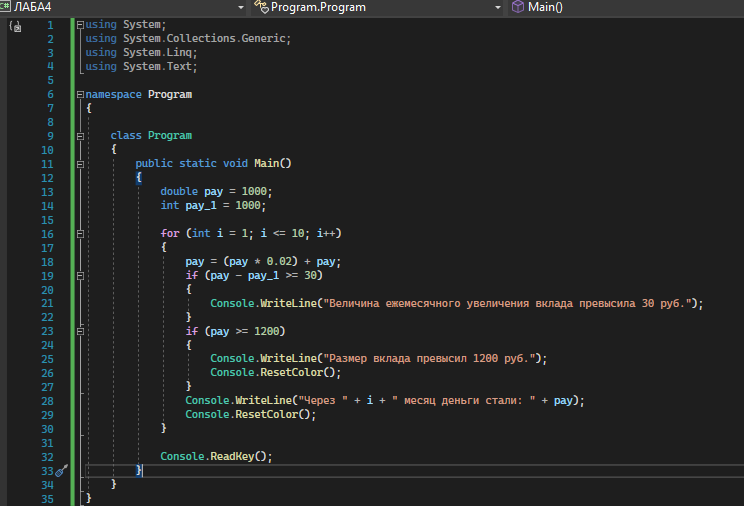 ЛАБА4 Program.Program Main()
1 using System;
2 using System.Collections.Generic;
3 using System.Linq;
4 using System.Text;
5
6 namespace Program
7 {
8
9 class Program
10 {
11 public static void Main()
12 {
13 double pay = 1000;
14 int pay_1 = 1000;
15
16 for (int i = 1; i <= 10; i++)
17 {
18 pay = (pay * 0.02) + pay;
19 if (pay - pay_1 >= 30)
20 {
21 Console.WriteLine("Величина ежемесячного увеличения вклада превысила 30 руб.");
22 }
23 if (pay >= 1200)
24 {
25 Console.WriteLine("Размер вклада превысил 1200 руб.");
26 Console.ResetColor();
27 }
28 Console.WriteLine("Через " + i + " месяц деньги стали: " + pay);
29 Console.ResetColor();
30 }
31
32 Console.ReadKey();
33 }
34 }
35 }